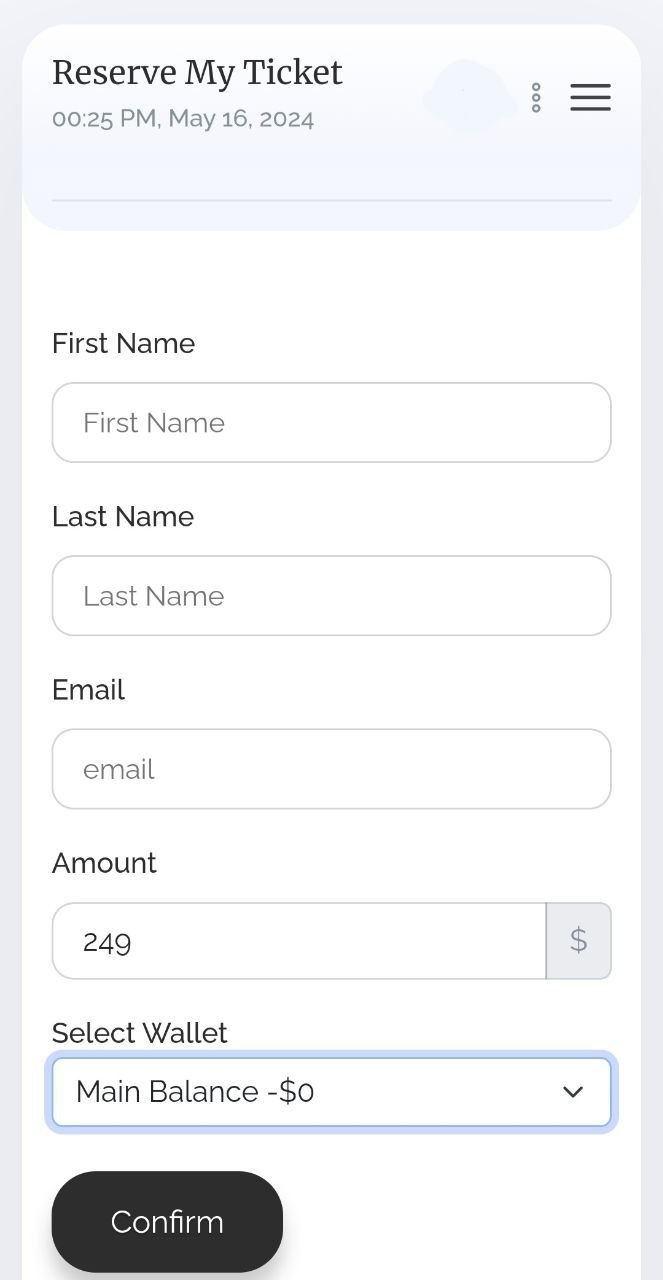 Reserve My Ticket
00:25 PM, May 16, 2024
First Name
First Name
Last Name
Last Name
Email
email
Amount
249 $
Select Wallet
Main Balance -$0
Confirm